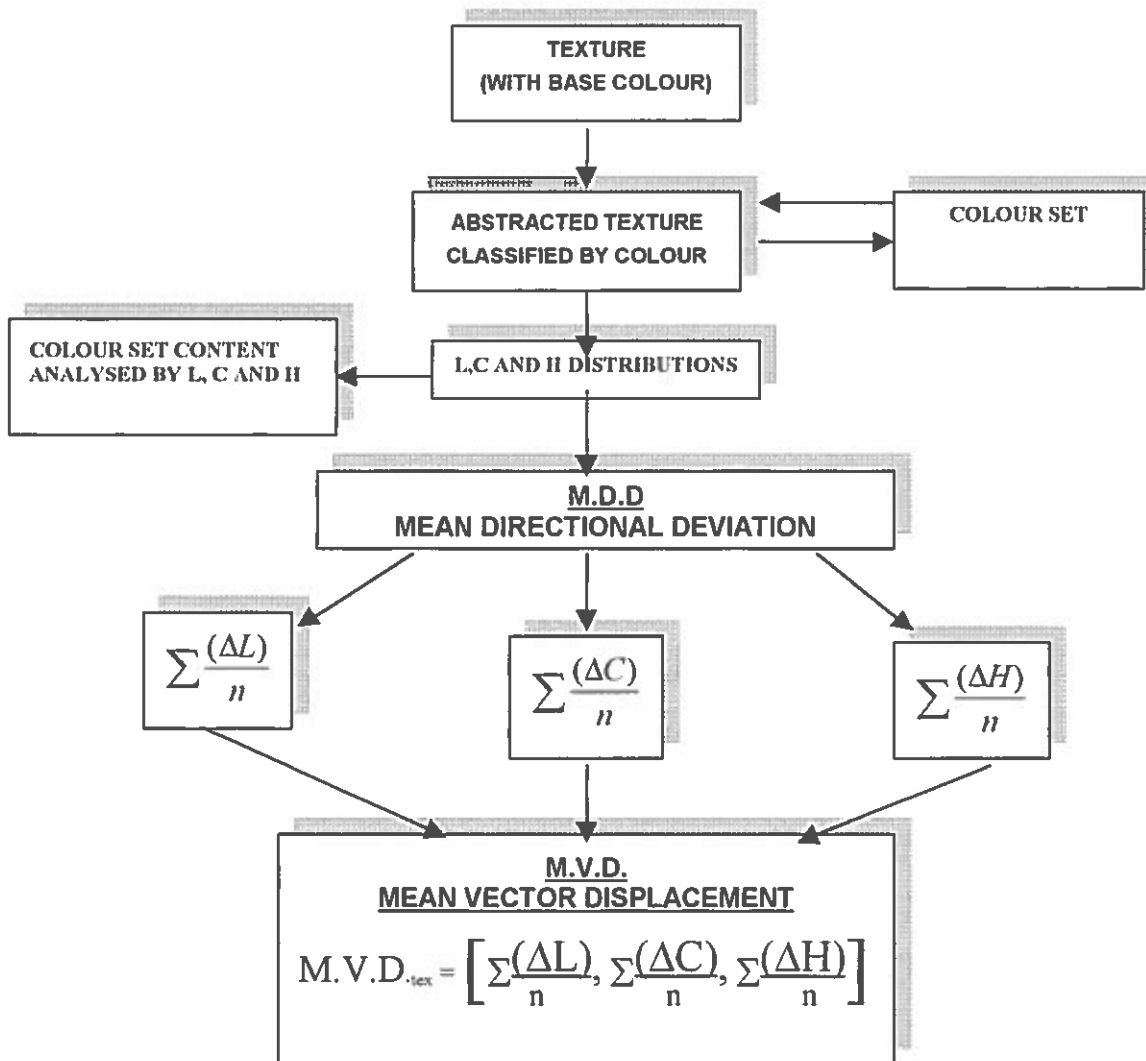 TEXTURE
(WITH BASE COLOUR)
ABSTRACTED TEXTURE
CLASSIFIED BY COLOUR
COLOUR SET
COLOUR SET CONTENT
ANALYSED BY L, C AND H
L,C AND H DISTRIBUTIONS
M.D.D
MEAN DIRECTIONAL DEVIATION
∑ (ΔL)/n
∑ (ΔC)/n
∑ (ΔH)/n
M.V.D.
MEAN VECTOR DISPLACEMENT
M.V.D.tex = [ ∑(ΔL)/n, ∑(ΔC)/n, ∑(ΔH)/n ]